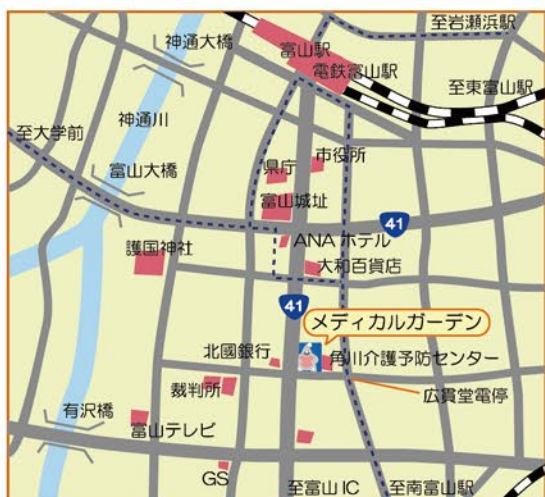 至岩瀬浜駅
神通大橋
富山駅
電鉄富山駅
至東富山駅
神通川
至大学前
市役所
富山大橋
県庁
富山城址
41
ANAホテル
護国神社
大和百貨店
41
メディカルガーデン
北國銀行
角川介護予防センター
裁判所
広貫堂電停
有沢橋
富山テレビ
GS
至富山IC
至南富山駅